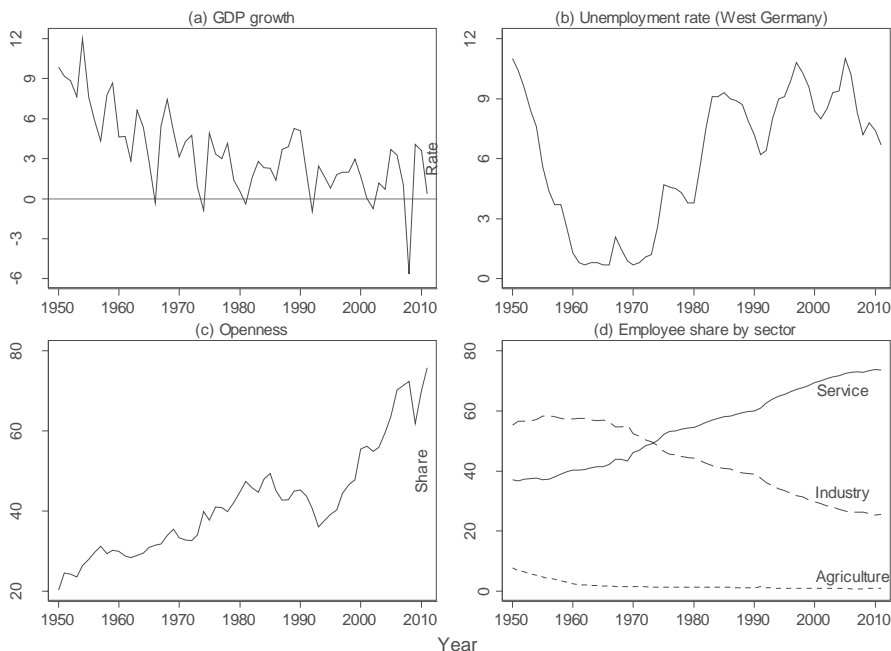 (a) GDP growth
12
9
6
3
0
-3
-6
1950 1960 1970 1980 1990 2000 2010
(b) Unemployment rate (West Germany)
Rate
12
9
6
3
0
1950 1960 1970 1980 1990 2000 2010
(c) Openness
80
60
40
20
1950 1960 1970 1980 1990 2000 2010
(d) Employee share by sector
Share
80
60
40
20
0
Service
Industry
Agriculture
1950 1960 1970 1980 1990 2000 2010
Year